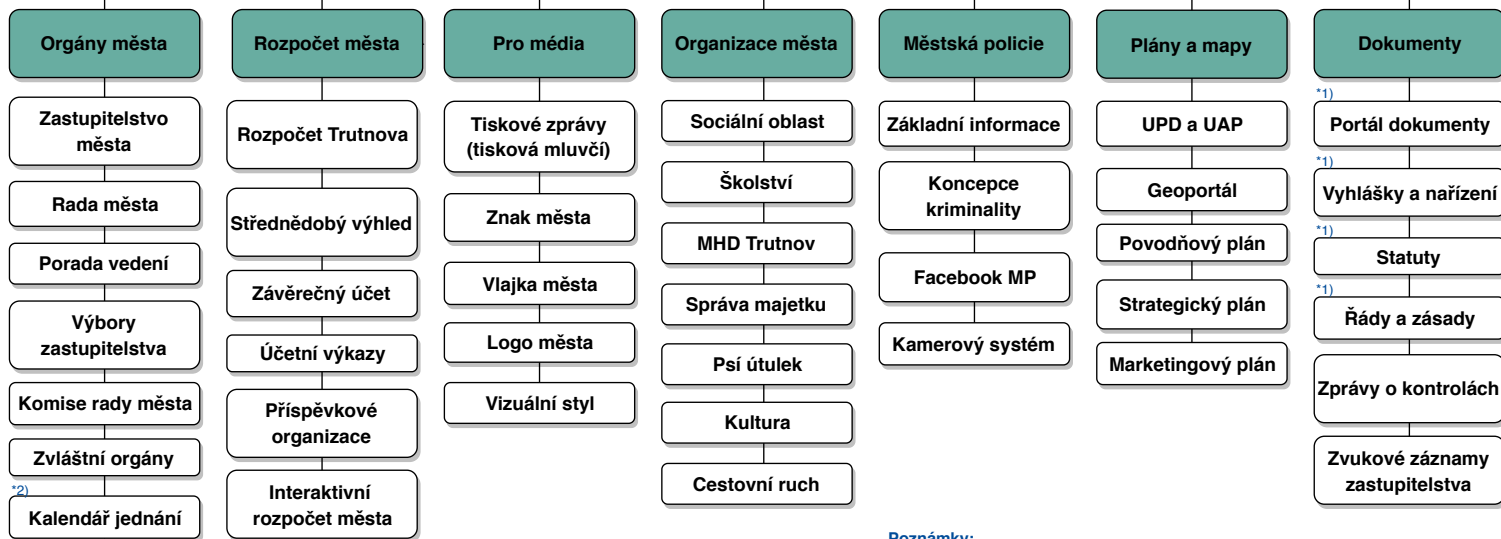 Orgány města
Zastupitelstvo
města
Rada města
Porada vedení
Výbory
zastupitelstva
Komise rady města
Zvláštní orgány
*2)
Kalendář jednání
Rozpočet města
Rozpočet Trutnova
Střednědobý výhled
Závěrečný účet
Účetní výkazy
Příspěvkové
organizace
Interaktivní
rozpočet města
Pro média
Tiskové zprávy
(tisková mluvčí)
Znak města
Vlajka města
Logo města
Vizuální styl
Organizace města
Sociální oblast
Školství
MHD Trutnov
Správa majetku
Psí útulek
Kultura
Cestovní ruch
Městská policie
Základní informace
Koncepce
kriminality
Facebook MP
Kamerový systém
Plány a mapy
UPD a UAP
Geoportál
Povodňový plán
Strategický plán
Marketingový plán
Dokumenty
*1)
Portál dokumenty
*1)
Vyhlášky a nařízení
*1)
Statuty
*1)
Řády a zásady
Zprávy o kontrolách
Zvukové záznamy
zastupitelstva
Poznámky: